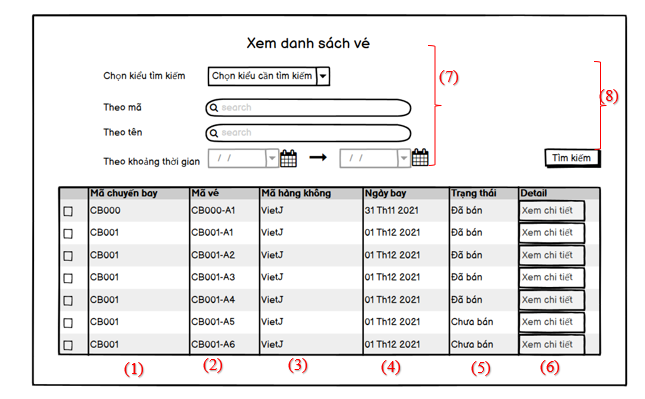 Xem danh sách vé
(7)
Chọn kiểu tìm kiếm Chọn kiểu cần tìm kiếm
(8)
Theo mã search
Theo tên search
Theo khoảng thời gian / / / / Tìm kiếm
Mã chuyến bay Mã vé Mã hàng không Ngày bay Trạng thái Detail
CB000 CB000-A1 VietJ 31 Th11 2021 Đã bán Xem chi tiết
CB001 CB001-A1 VietJ 01 Th12 2021 Đã bán Xem chi tiết
CB001 CB001-A2 VietJ 01 Th12 2021 Đã bán Xem chi tiết
CB001 CB001-A3 VietJ 01 Th12 2021 Đã bán Xem chi tiết
CB001 CB001-A4 VietJ 01 Th12 2021 Đã bán Xem chi tiết
CB001 CB001-A5 VietJ 01 Th12 2021 Chưa bán Xem chi tiết
CB001 CB001-A6 VietJ 01 Th12 2021 Chưa bán Xem chi tiết
(1) (2) (3) (4) (5) (6)